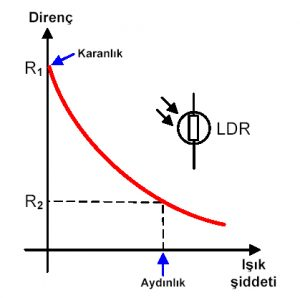 Direnç
R1
Karanlık
LDR
R2
Işık
şiddeti
Aydınlık